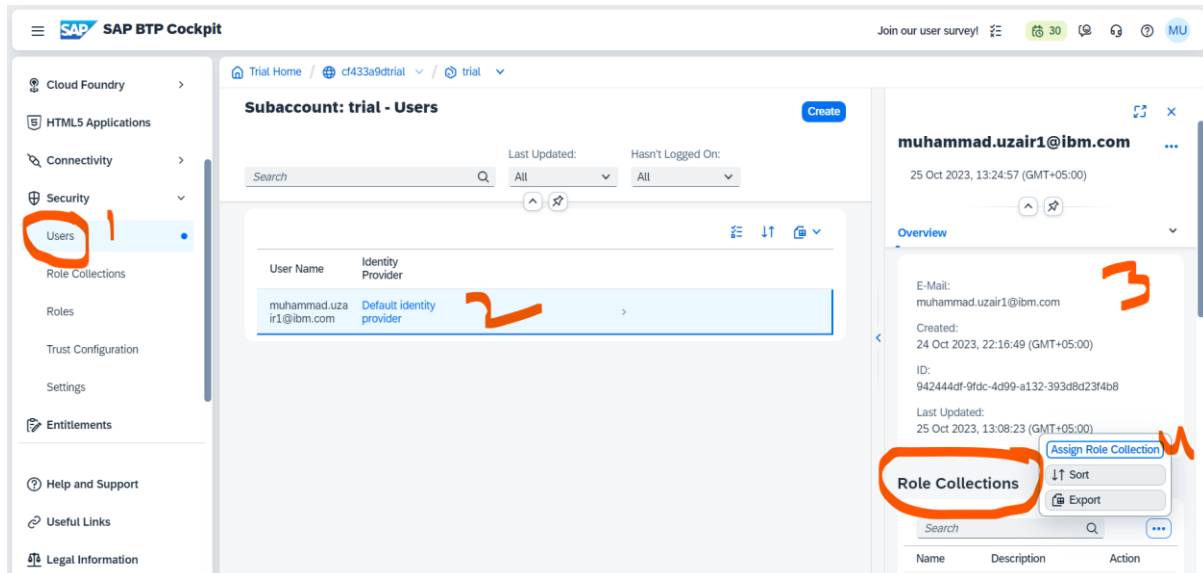 SAP SAP BTP Cockpit
Join our user survey!
30
MU
Cloud Foundry
HTML5 Applications
Connectivity
Security
Users
1
Role Collections
Roles
Trust Configuration
Settings
Entitlements
Help and Support
Useful Links
Legal Information
Trial Home / cf433a9dtrial / trial
Subaccount: trial - Users
Create
Last Updated:
Hasn't Logged On:
Search
All
All
User Name
Identity
Provider
muhammad.uza
ir1@ibm.com
Default identity
provider
2
muhammad.uzair1@ibm.com
25 Oct 2023, 13:24:57 (GMT+05:00)
Overview
3
E-Mail:
muhammad.uzair1@ibm.com
Created:
24 Oct 2023, 22:16:49 (GMT+05:00)
ID:
942444df-9fdc-4d99-a132-393d8d23f4b8
Last Updated:
25 Oct 2023, 13:08:23 (GMT+05:00)
Assign Role Collection
4
Sort
Export
Role Collections
Search
Name Description Action